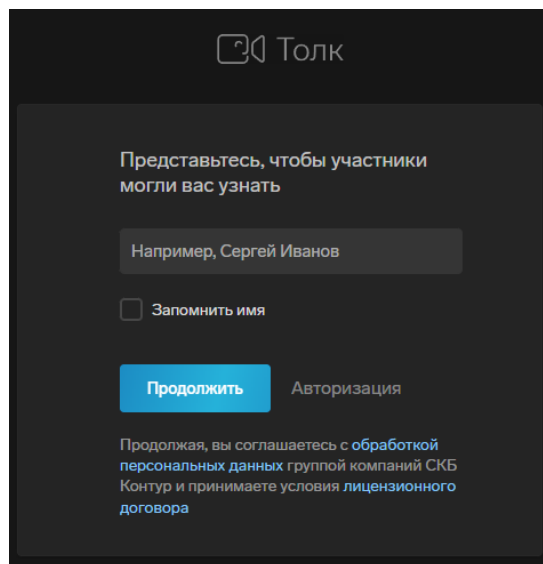 Толк
Представьтесь, чтобы участники
могли вас узнать
Например, Сергей Иванов
Запомнить имя
Продолжить Авторизация
Продолжая, вы соглашаетесь с обработкой
персональных данных группой компаний СКБ
Контур и принимаете условия лицензионного
договора